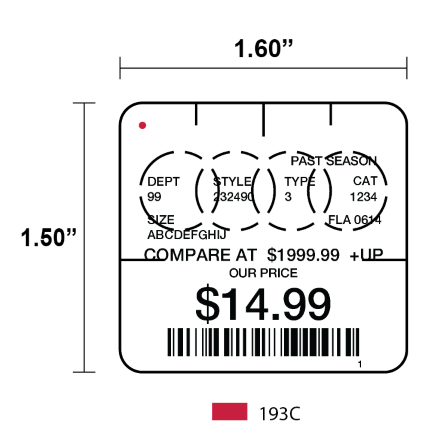 1.60”
PAST SEASON
DEPT STYLE TYPE CAT
99 232490 3 1234
SIZE FLA 0614
ABCDEFGHIJ
1.50”
COMPARE AT $1999.99 +UP
OUR PRICE
$14.99
1
193C